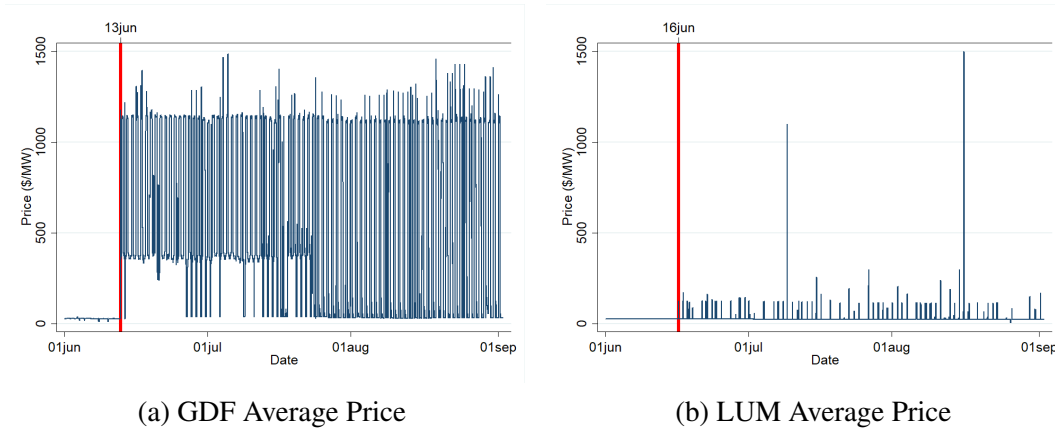 13jun
1500
1000
500
0
Price ($/MW)
01jun
01jul
01aug
01sep
Date
(a) GDF Average Price
16jun
1500
1000
500
0
Price ($/MW)
01jun
01jul
01aug
01sep
Date
(b) LUM Average Price